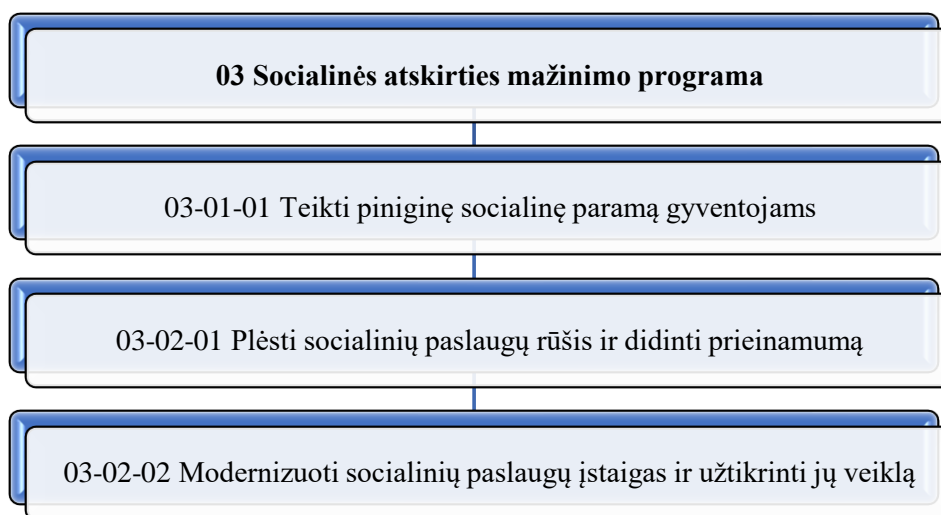 03 Socialinės atskirties mažinimo programa
03-01-01 Teikti piniginę socialinę paramą gyventojams
03-02-01 Plėsti socialinių paslaugų rūšis ir didinti prieinamumą
03-02-02 Modernizuoti socialinių paslaugų įstaigas ir užtikrinti jų veiklą